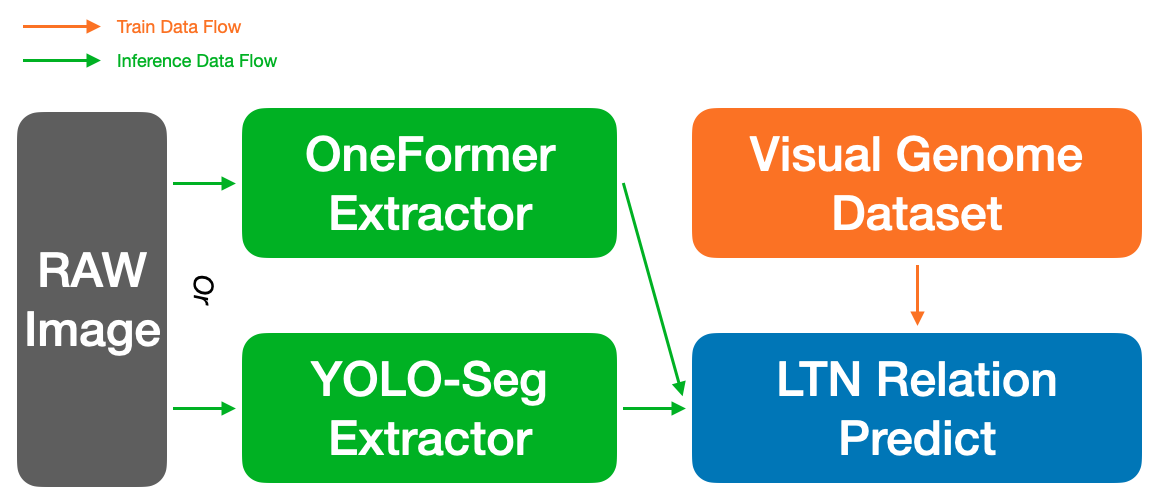 Train Data Flow
Inference Data Flow
RAW
Image
Or
OneFormer
Extractor
YOLO-Seg
Extractor
Visual Genome
Dataset
LTN Relation
Predict